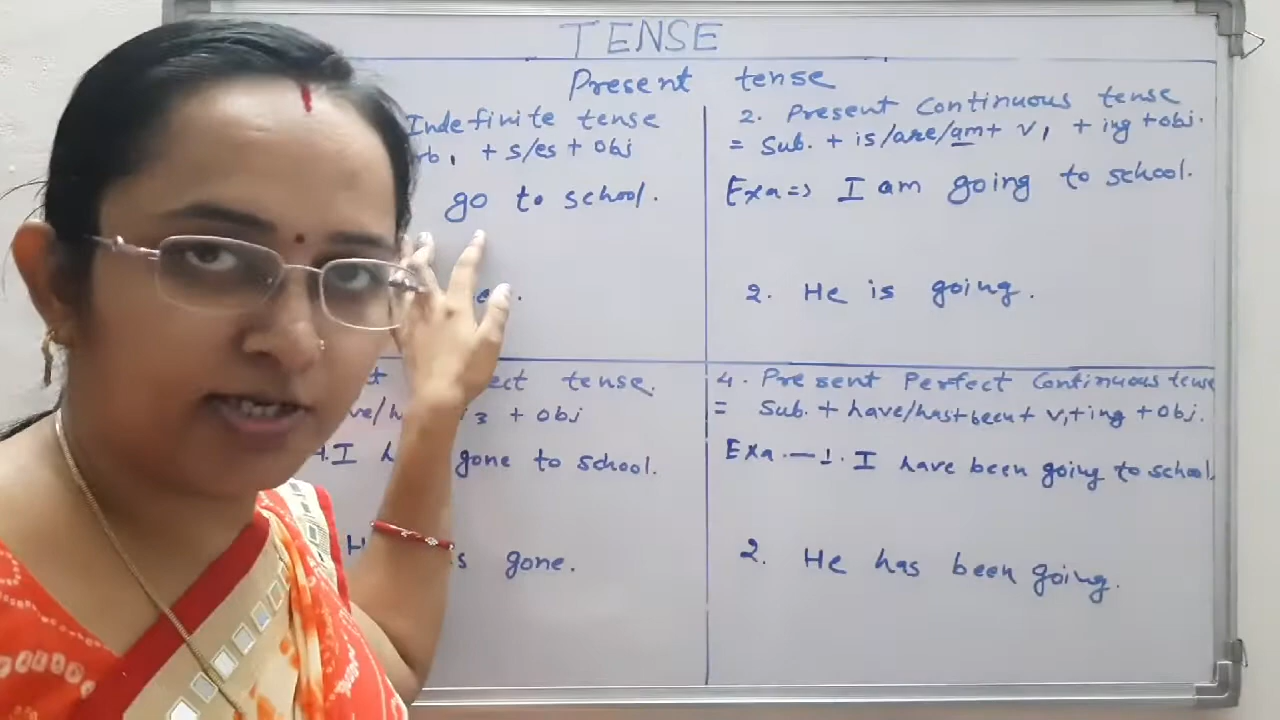 TENSE
Present tense
Indefinite tense
+ s/es + obj
go to school.
2. Present Continuous tense
= Sub. + is/are/am + V1 + ing + obj.
Exa => I am going to school.
2. He is going.
tense.
3 + obj
I gone to school.
gone.
4. Present Perfect Continuous tense
= Sub. + have/has+been + V1+ing + obj.
Exa. — 1. I have been going to school.
2. He has been going.